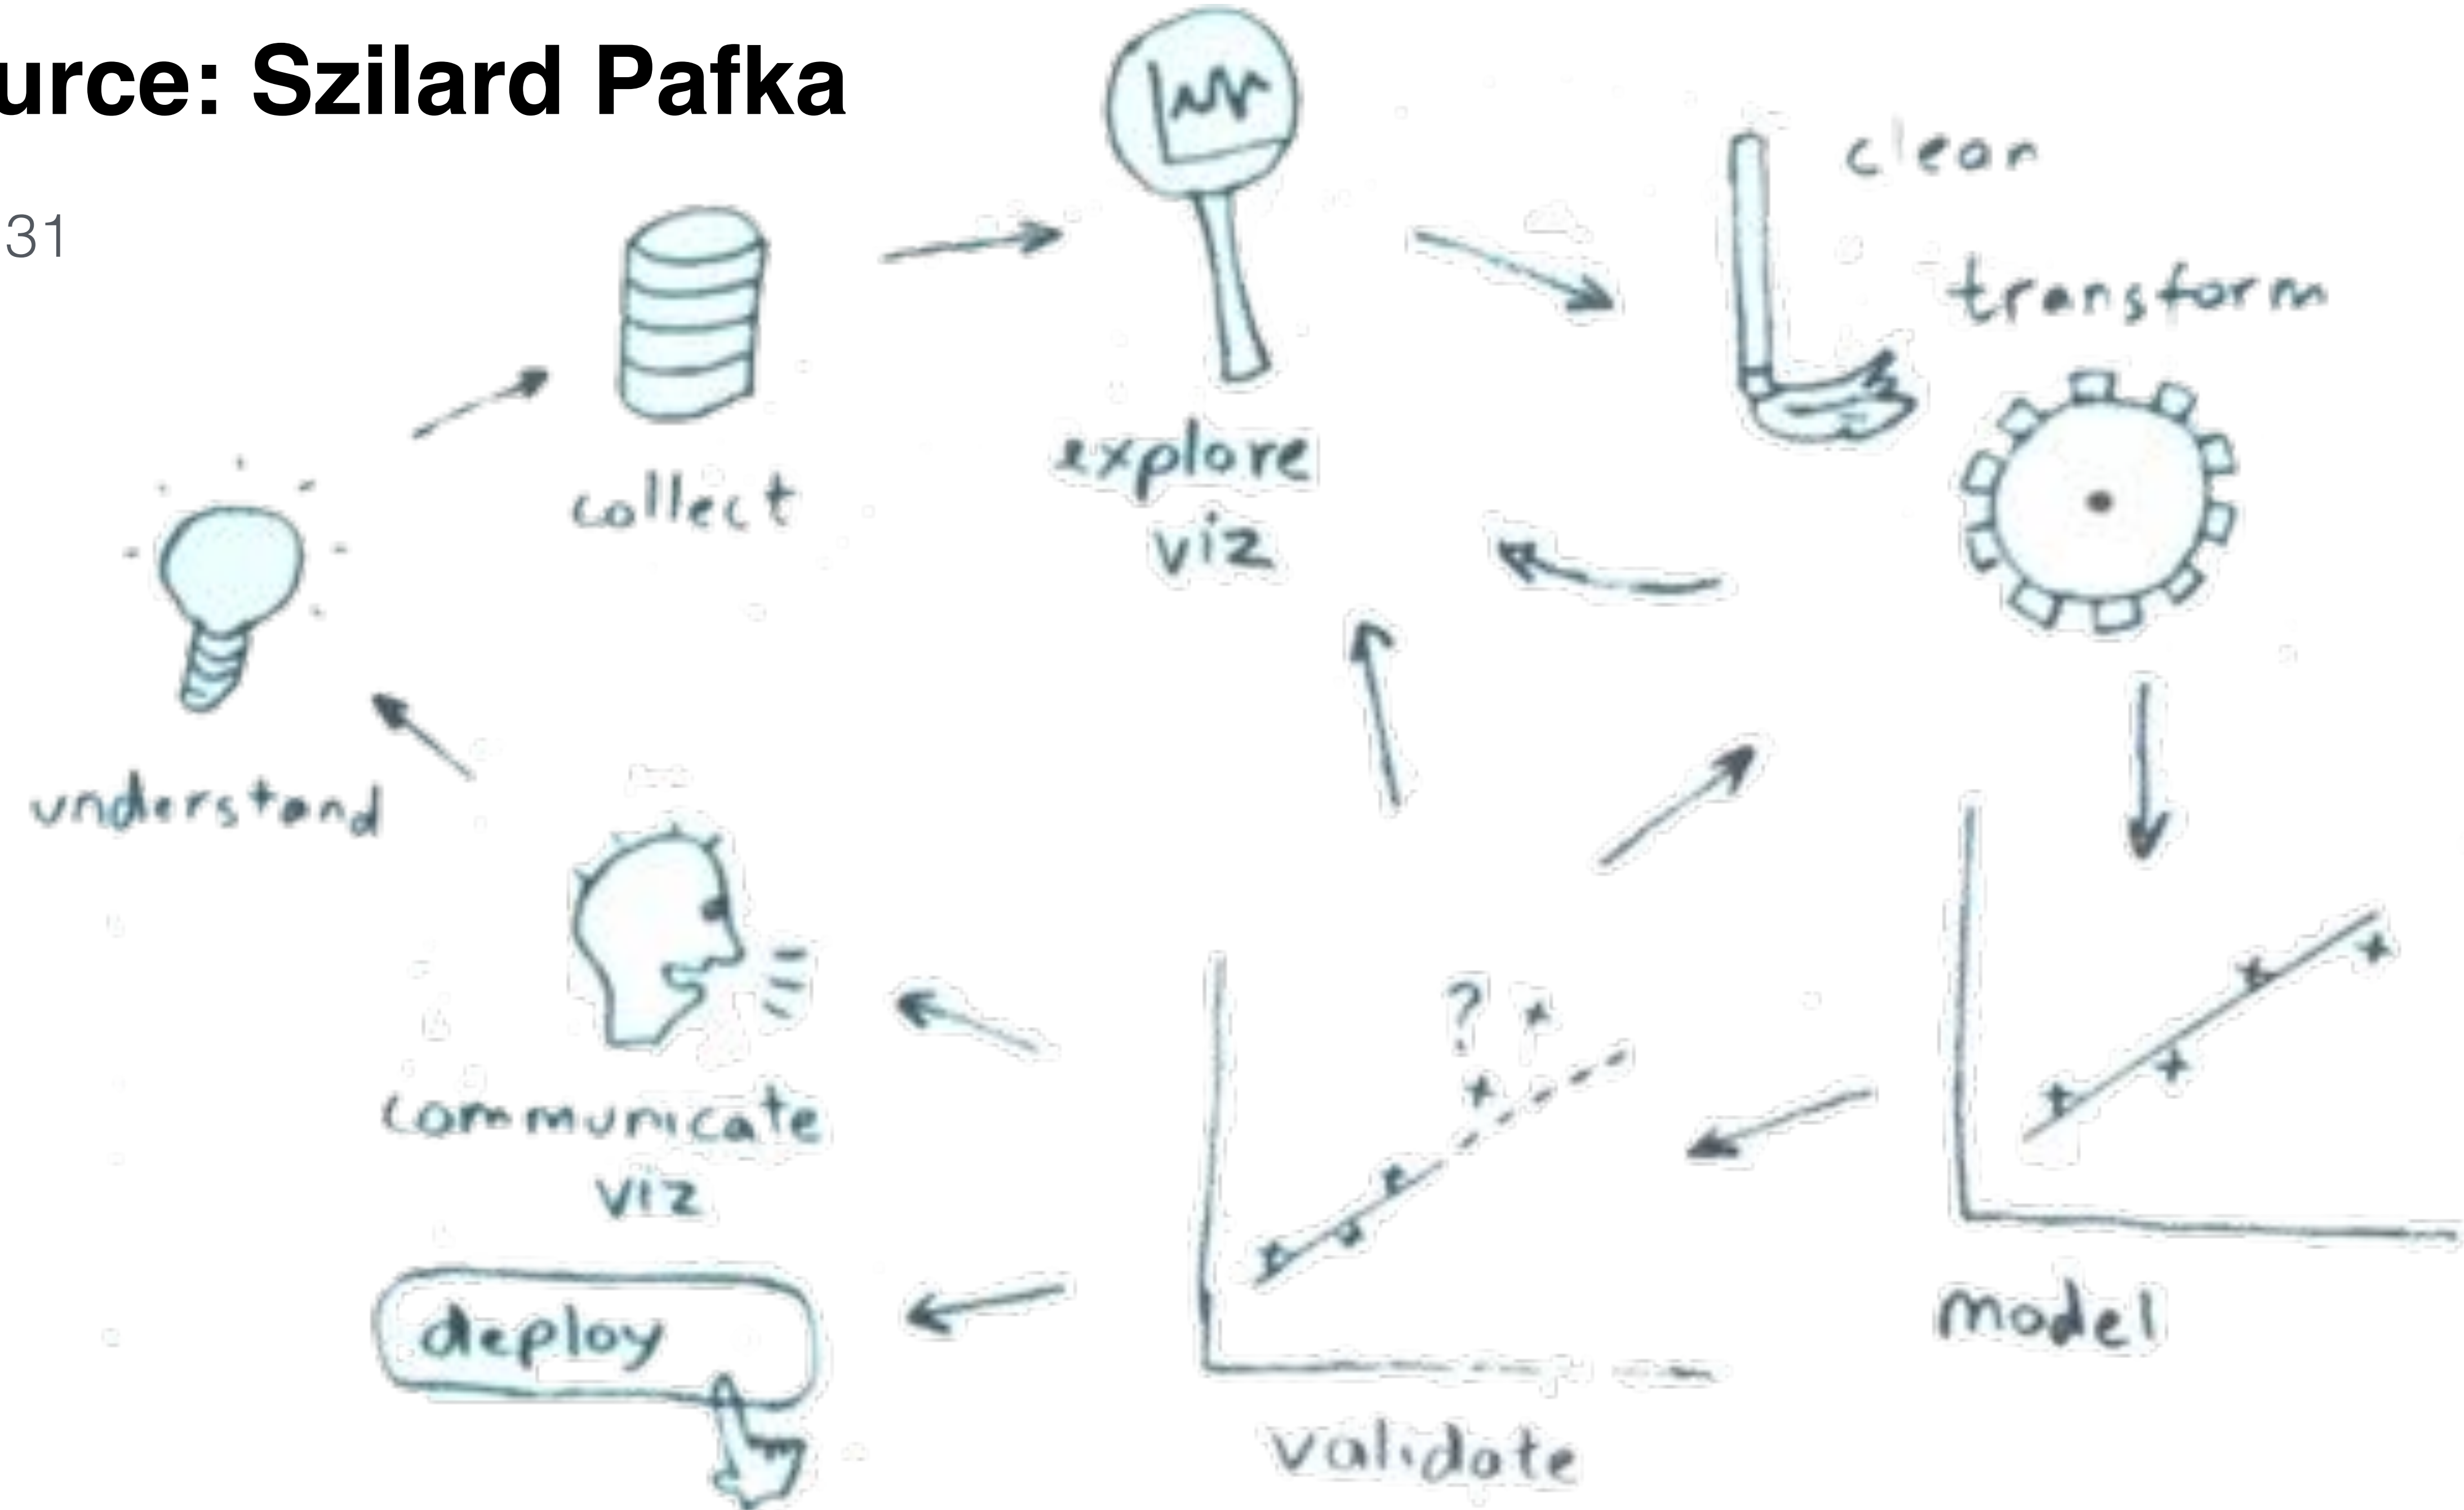 urce: Szilard Pafka
31
clean
transform
collect
explore
viz
understand
communicate
viz
?
deploy
model
validate